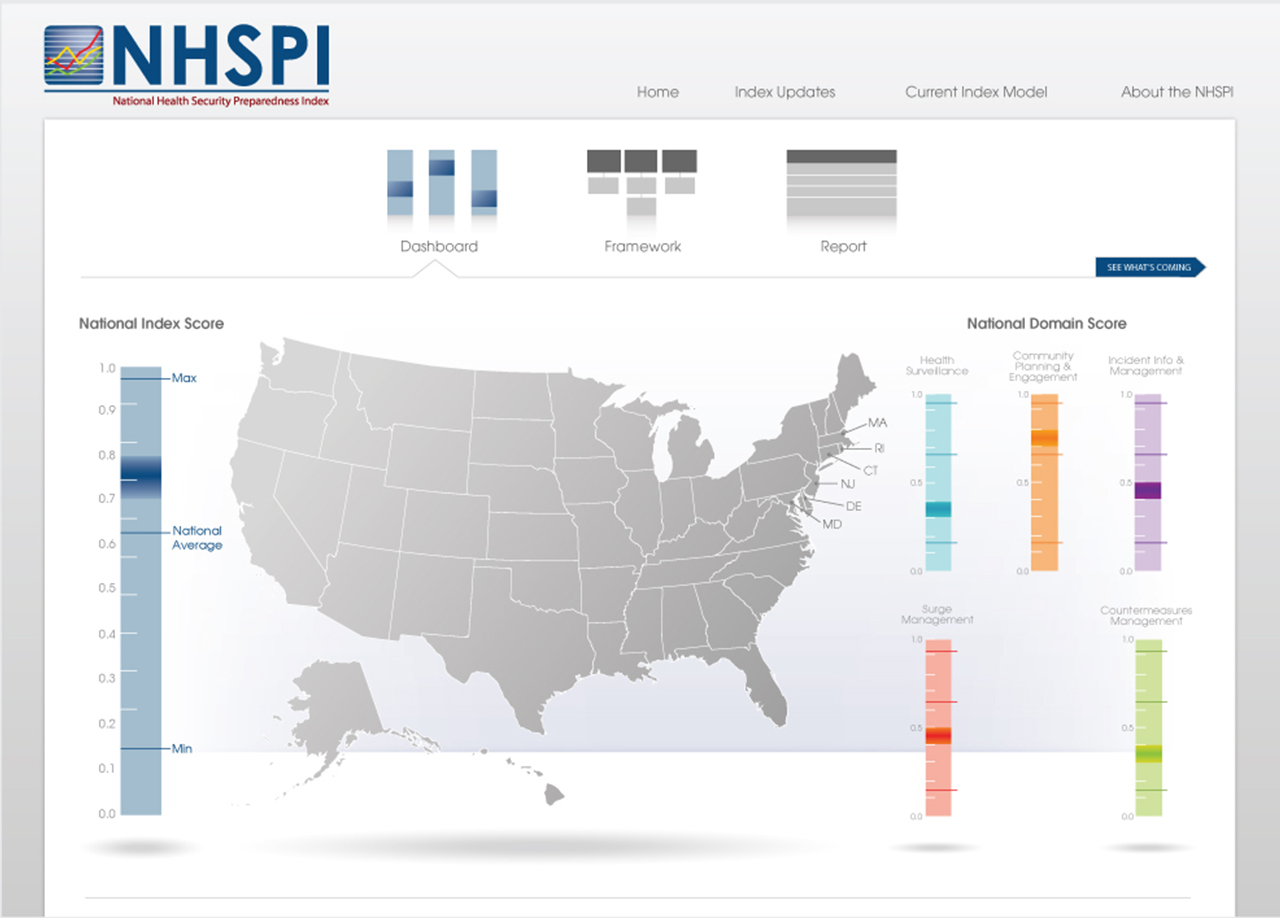 NHSPI
National Health Security Preparedness Index
Home
Index Updates
Current Index Model
About the NHSPI
Dashboard
Framework
Report
SEE WHAT'S COMING
National Index Score
1.0
Max
0.9
0.8
0.7
National
Average
0.6
0.5
0.4
0.3
0.2
Min
0.1
0.0
MA
RI
CT
NJ
DE
MD
National Domain Score
Health
Surveillance
1.0
0.5
0.0
Community
Planning &
Engagement
1.0
0.5
0.0
Incident Info &
Management
1.0
0.5
0.0
Surge
Management
1.0
0.5
0.0
Countermeasures
Management
1.0
0.5
0.0